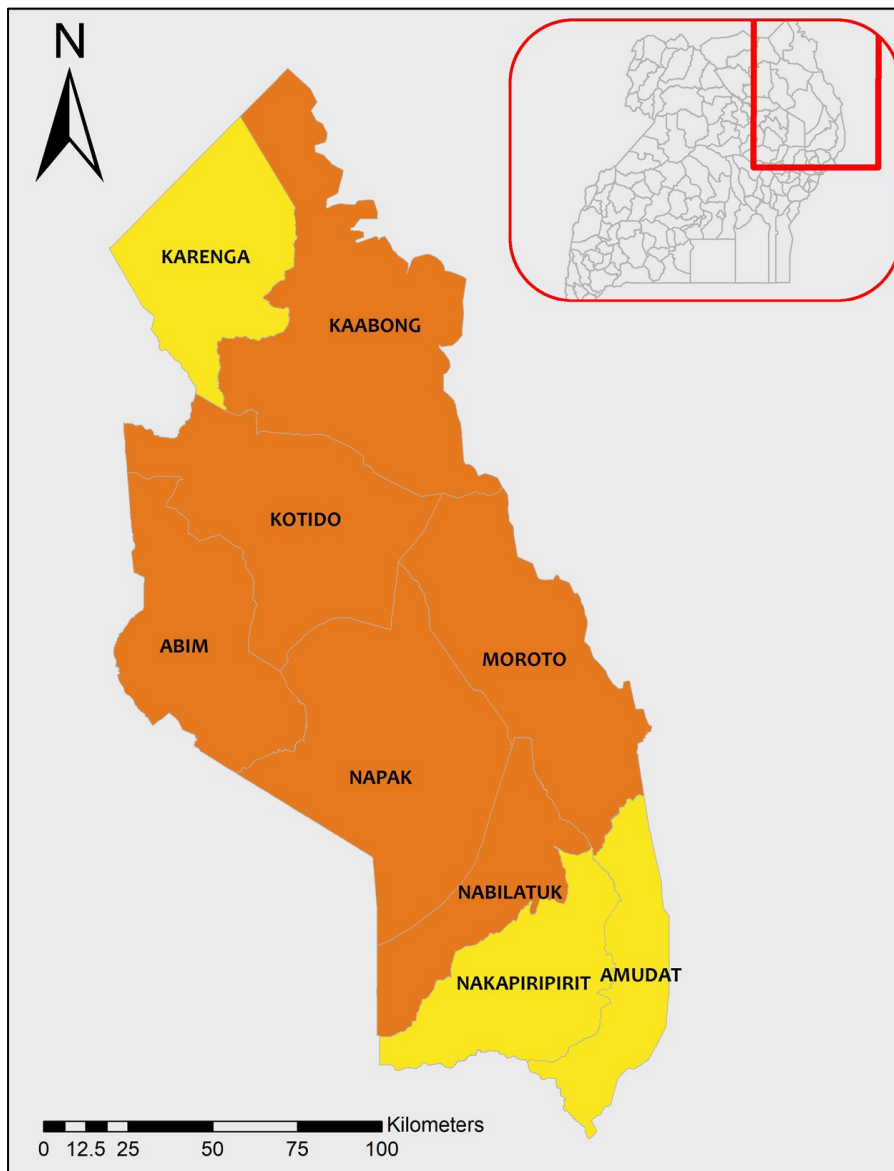 N
KARENGA
KAABONG
KOTIDO
ABIM
MOROTO
NAPAK
NABILATUK
NAKAPIRIPIRIT
AMUDAT
Kilometers
0 12.5 25 50 75 100